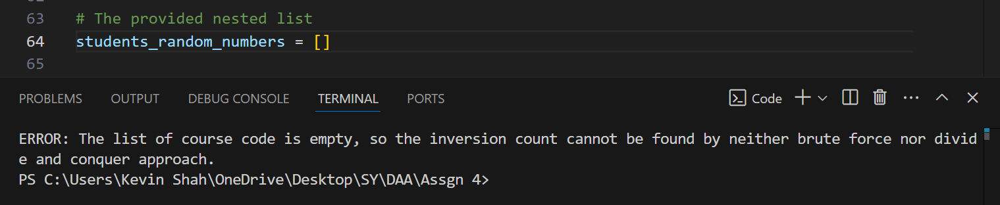 63 # The provided nested list
64 students_random_numbers = []
65
PROBLEMS OUTPUT DEBUG CONSOLE TERMINAL PORTS Code
ERROR: The list of course code is empty, so the inversion count cannot be found by neither brute force nor divid
e and conquer approach.
PS C:\Users\Kevin Shah\OneDrive\Desktop\SY\DAA\Assgn 4>